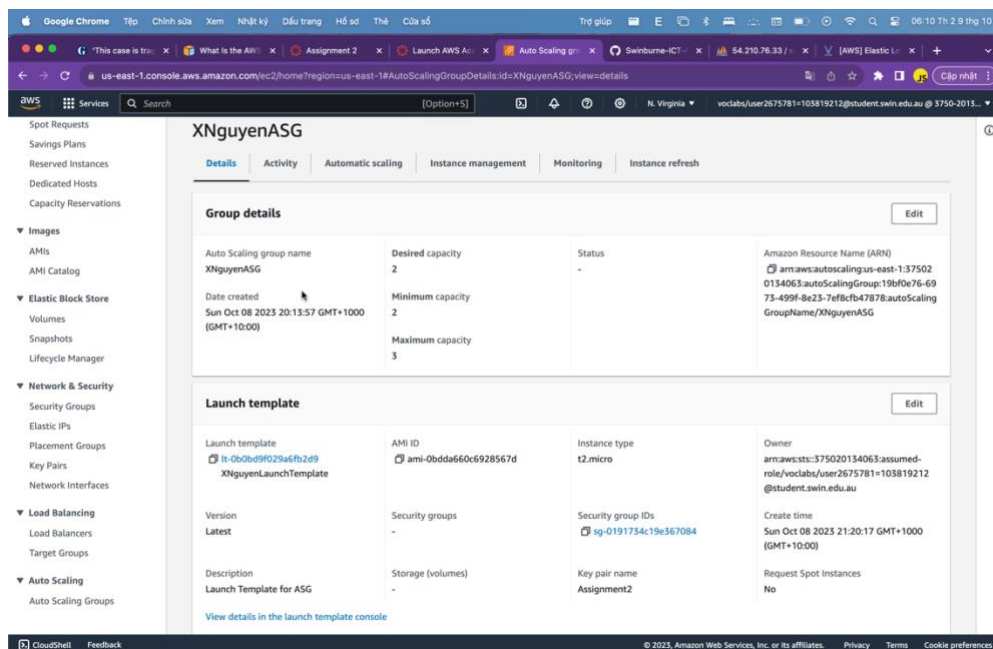 Google Chrome Tệp Chỉnh sửa Xem Nhật ký Dấu trang Hồ sơ Thẻ Cửa sổ Trợ giúp 06:10 Th 2 9 thg 10
"This case is tra What is the AW Assignment 2 Launch AWS Ac Auto Scaling gro Swinburne-ICT- 54.210.76.33/ [AWS] Elastic Lo
us-east-1.console.aws.amazon.com/ec2/home?region=us-east-1#AutoScalingGroupDetails:id=XNguyenASG;view=details Cập nhật
aws Services Search [Option+S] N. Virginia voclabs/user2675781=103819212@student.swin.edu.au @ 3750-2013...
Spot Requests
Savings Plans
Reserved Instances
Dedicated Hosts
Capacity Reservations
Images
AMIs
AMI Catalog
Elastic Block Store
Volumes
Snapshots
Lifecycle Manager
Network & Security
Security Groups
Elastic IPs
Placement Groups
Key Pairs
Network Interfaces
Load Balancing
Load Balancers
Target Groups
Auto Scaling
Auto Scaling Groups
XNguyenASG
Details Activity Automatic scaling Instance management Monitoring Instance refresh
Group details Edit
Auto Scaling group name
XNguyenASG
Date created
Sun Oct 08 2023 20:13:57 GMT+1000
(GMT+10:00)
Desired capacity
2
Minimum capacity
2
Maximum capacity
3
Status
-
Amazon Resource Name (ARN)
arn:aws:autoscaling:us-east-1:37502
0134063:autoScalingGroup:19bf0e76-69
73-499f-8e23-7ef8cfb47878:autoScaling
GroupName/XNguyenASG
Launch template Edit
Launch template
lt-0b0bd9f029a6fb2d9
XNguyenLaunchTemplate
AMI ID
ami-0bdda660c6928567d
Instance type
t2.micro
Owner
arn:aws:sts::375020134063:assumed-
role/voclabs/user2675781=103819212
@student.swin.edu.au
Version
Latest
Security groups
-
Security group IDs
sg-0191734c19e367084
Create time
Sun Oct 08 2023 21:20:17 GMT+1000
(GMT+10:00)
Description
Launch Template for ASG
Storage (volumes)
-
Key pair name
Assignment2
Request Spot Instances
No
View details in the launch template console
CloudShell Feedback © 2023, Amazon Web Services, Inc. or its affiliates. Privacy Terms Cookie preferences